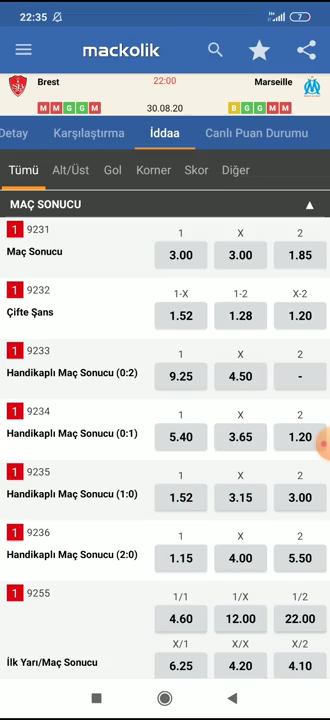 22:35 7
mackolik
Brest 22:00 Marseille
M M G G M 30.08.20 B G G M M
Detay Karşılaştırma İddaa Canlı Puan Durumu
Tümü Alt/Üst Gol Korner Skor Diğer
MAÇ SONUCU ▲
1 9231 1 X 2
Maç Sonucu 3.00 3.00 1.85
1 9232 1-X 1-2 X-2
Çifte Şans 1.52 1.28 1.20
1 9233 1 X 2
Handikaplı Maç Sonucu (0:2) 9.25 4.50 -
1 9234 1 X 2
Handikaplı Maç Sonucu (0:1) 5.40 3.65 1.20
1 9235 1 X 2
Handikaplı Maç Sonucu (1:0) 1.52 3.15 3.00
1 9236 1 X 2
Handikaplı Maç Sonucu (2:0) 1.15 4.00 5.50
1 9255 1/1 1/X 1/2
4.60 12.00 22.00
X/1 X/X X/2
İlk Yarı/Maç Sonucu 6.25 4.20 4.10